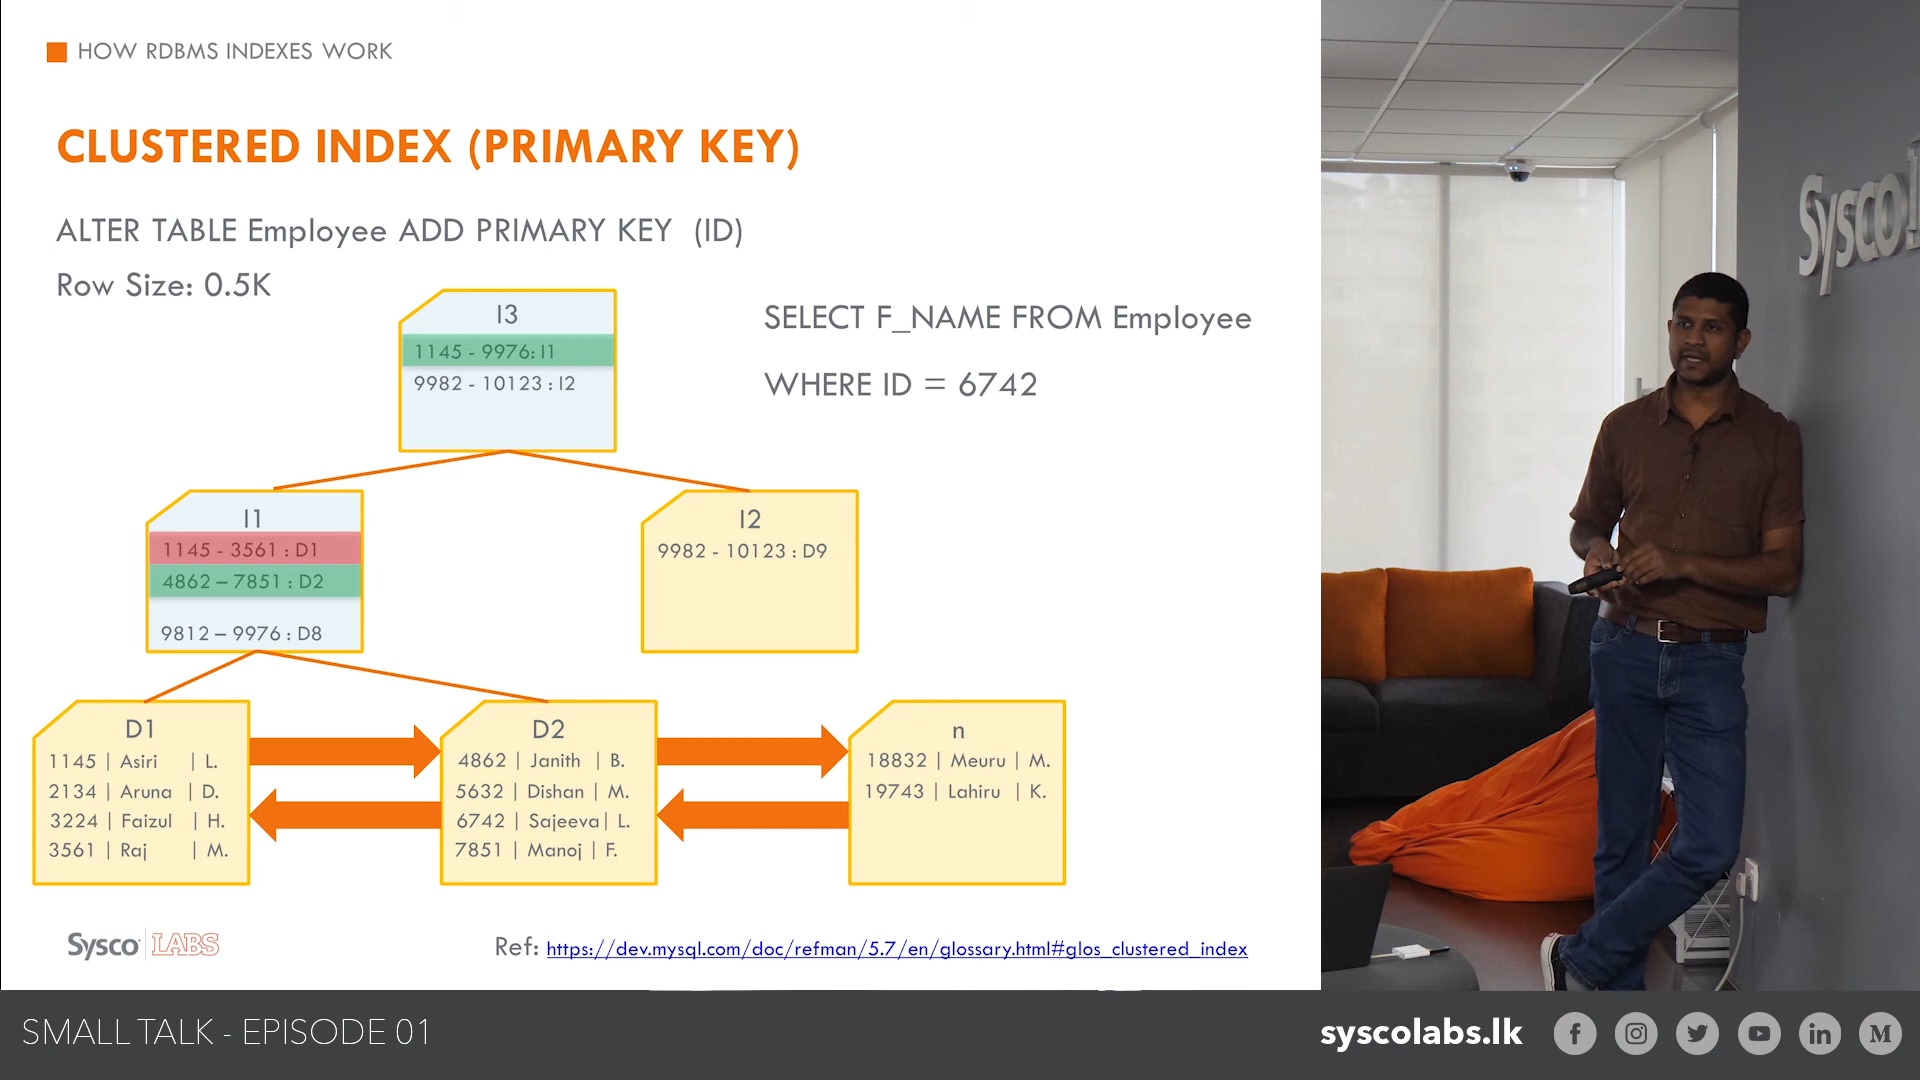 HOW RDBMS INDEXES WORK
CLUSTERED INDEX (PRIMARY KEY)
ALTER TABLE Employee ADD PRIMARY KEY (ID)
Row Size: 0.5K
I3
1145 - 9976: I1
9982 - 10123 : I2
SELECT F_NAME FROM Employee
WHERE ID = 6742
I1
1145 - 3561 : D1
4862 – 7851 : D2
9812 – 9976 : D8
I2
9982 - 10123 : D9
D1
1145 | Asiri | L.
2134 | Aruna | D.
3224 | Faizul | H.
3561 | Raj | M.
D2
4862 | Janith | B.
5632 | Dishan | M.
6742 | Sajeeva | L.
7851 | Manoj | F.
n
18832 | Meuru | M.
19743 | Lahiru | K.
Sysco LABS
Ref: https://dev.mysql.com/doc/refman/5.7/en/glossary.html#glos_clustered_index
Sysco
SMALL TALK - EPISODE 01
syscolabs.lk